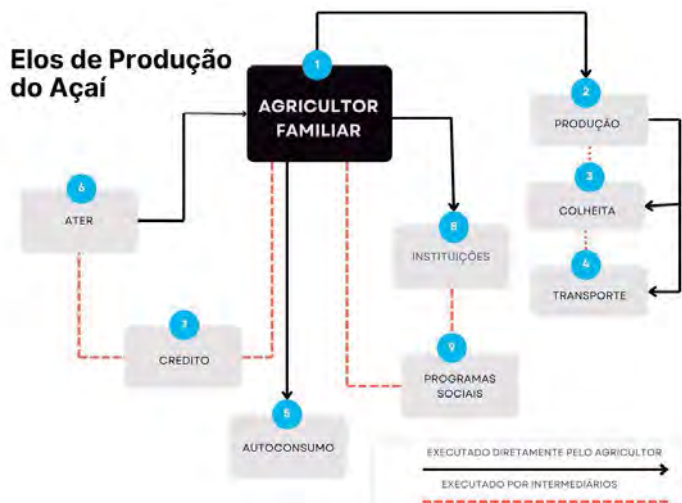 Elos de Produção
do Açaí
1
AGRICULTOR
FAMILIAR
2
PRODUÇÃO
3
COLHEITA
4
TRANSPORTE
6
ATER
8
INSTITUIÇÕES
7
CREDITO
9
PROGRAMAS
SOCIAIS
5
AUTOCONSUMO
EXECUTADO DIRETAMENTE PELO AGRICULTOR
EXECUTADO POR INTERMEDIÁRIOS